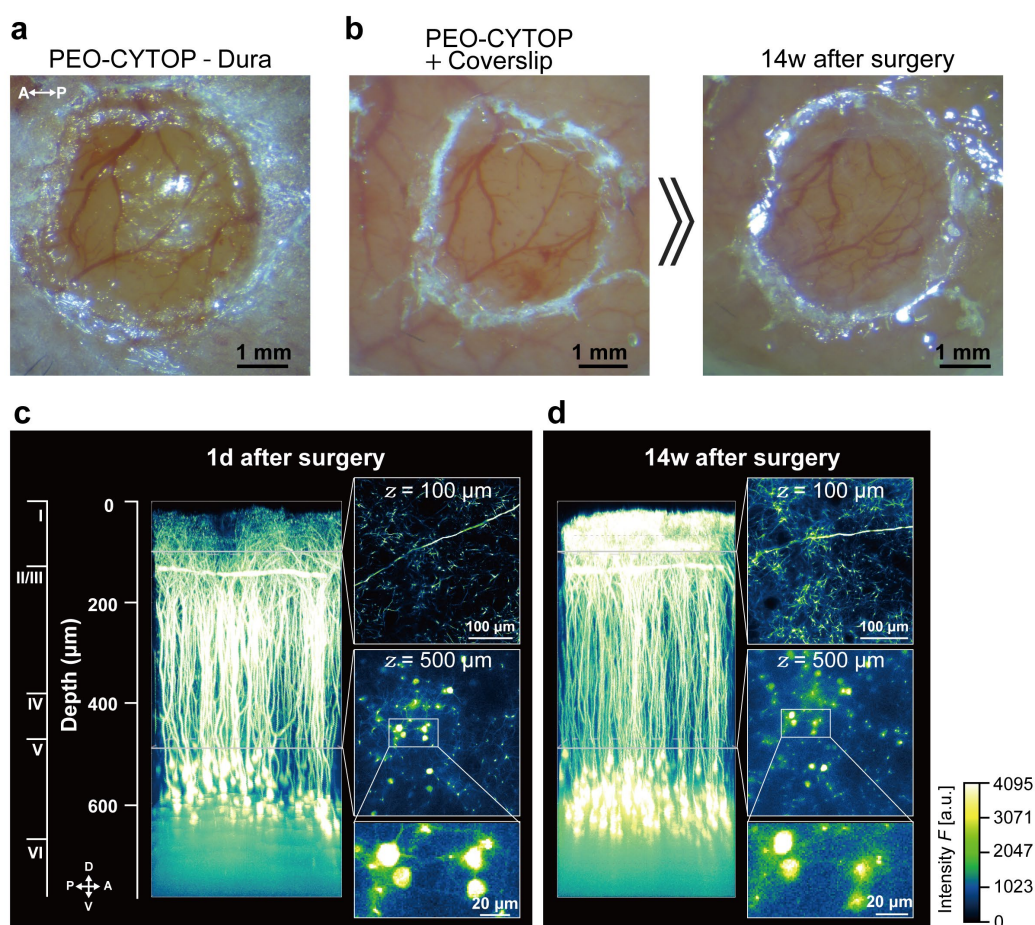 a
PEO-CYTOP - Dura
A↔P
1 mm
b
PEO-CYTOP
+ Coverslip
1 mm
14w after surgery
1 mm
c
1d after surgery
I
II/III
IV
V
VI
Depth (µm)
0
200
400
600
D
P A
V
z = 100 µm
100 µm
z = 500 µm
20 µm
d
14w after surgery
z = 100 µm
100 µm
z = 500 µm
20 µm
Intensity F [a.u.]
4095
3071
2047
1023
0